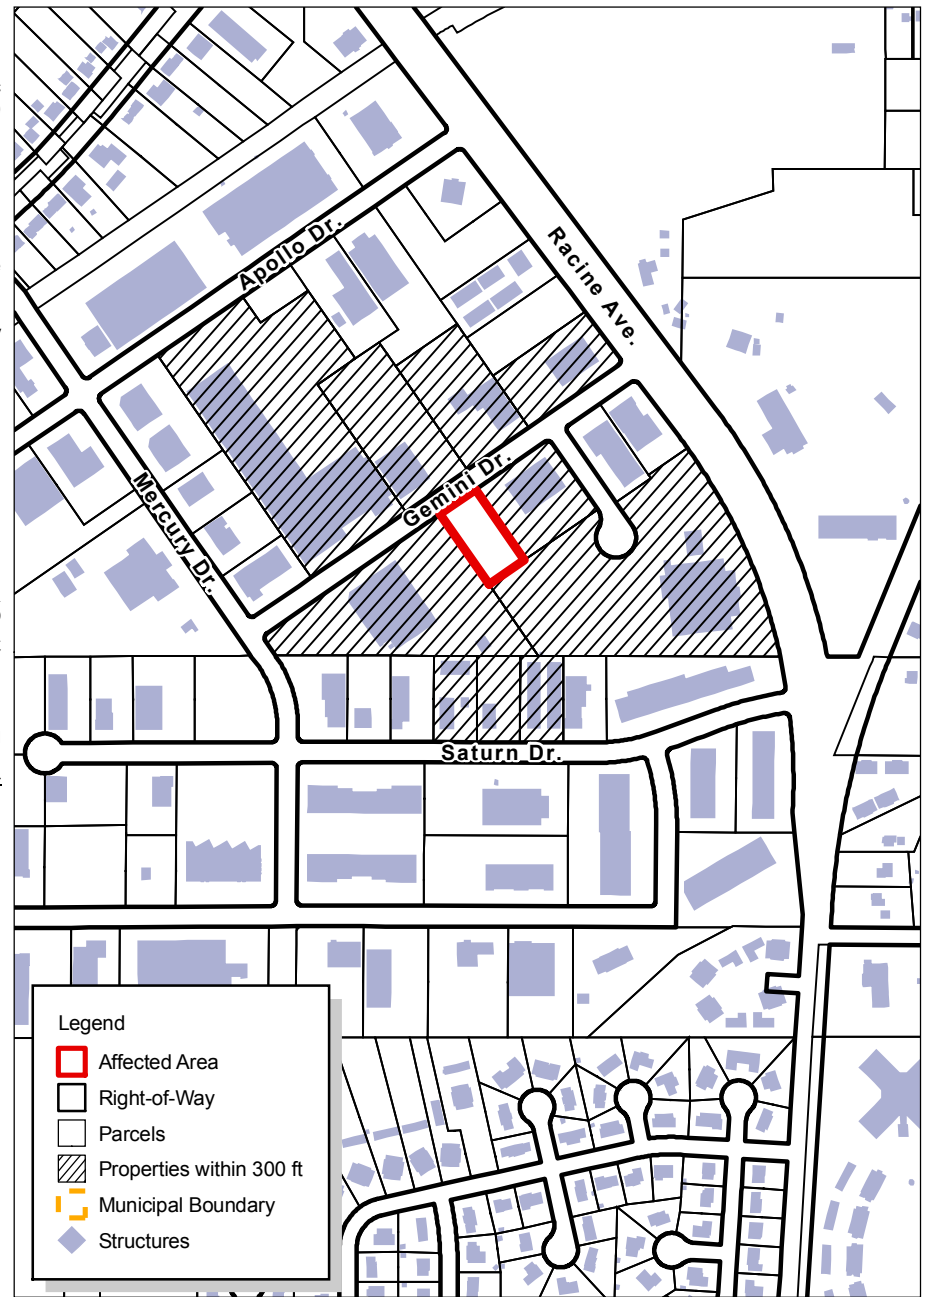 Apollo Dr.
Racine Ave.
Gemini Dr.
Mercury Dr.
Saturn Dr.
Legend
Affected Area
Right-of-Way
Parcels
Properties within 300 ft
Municipal Boundary
Structures